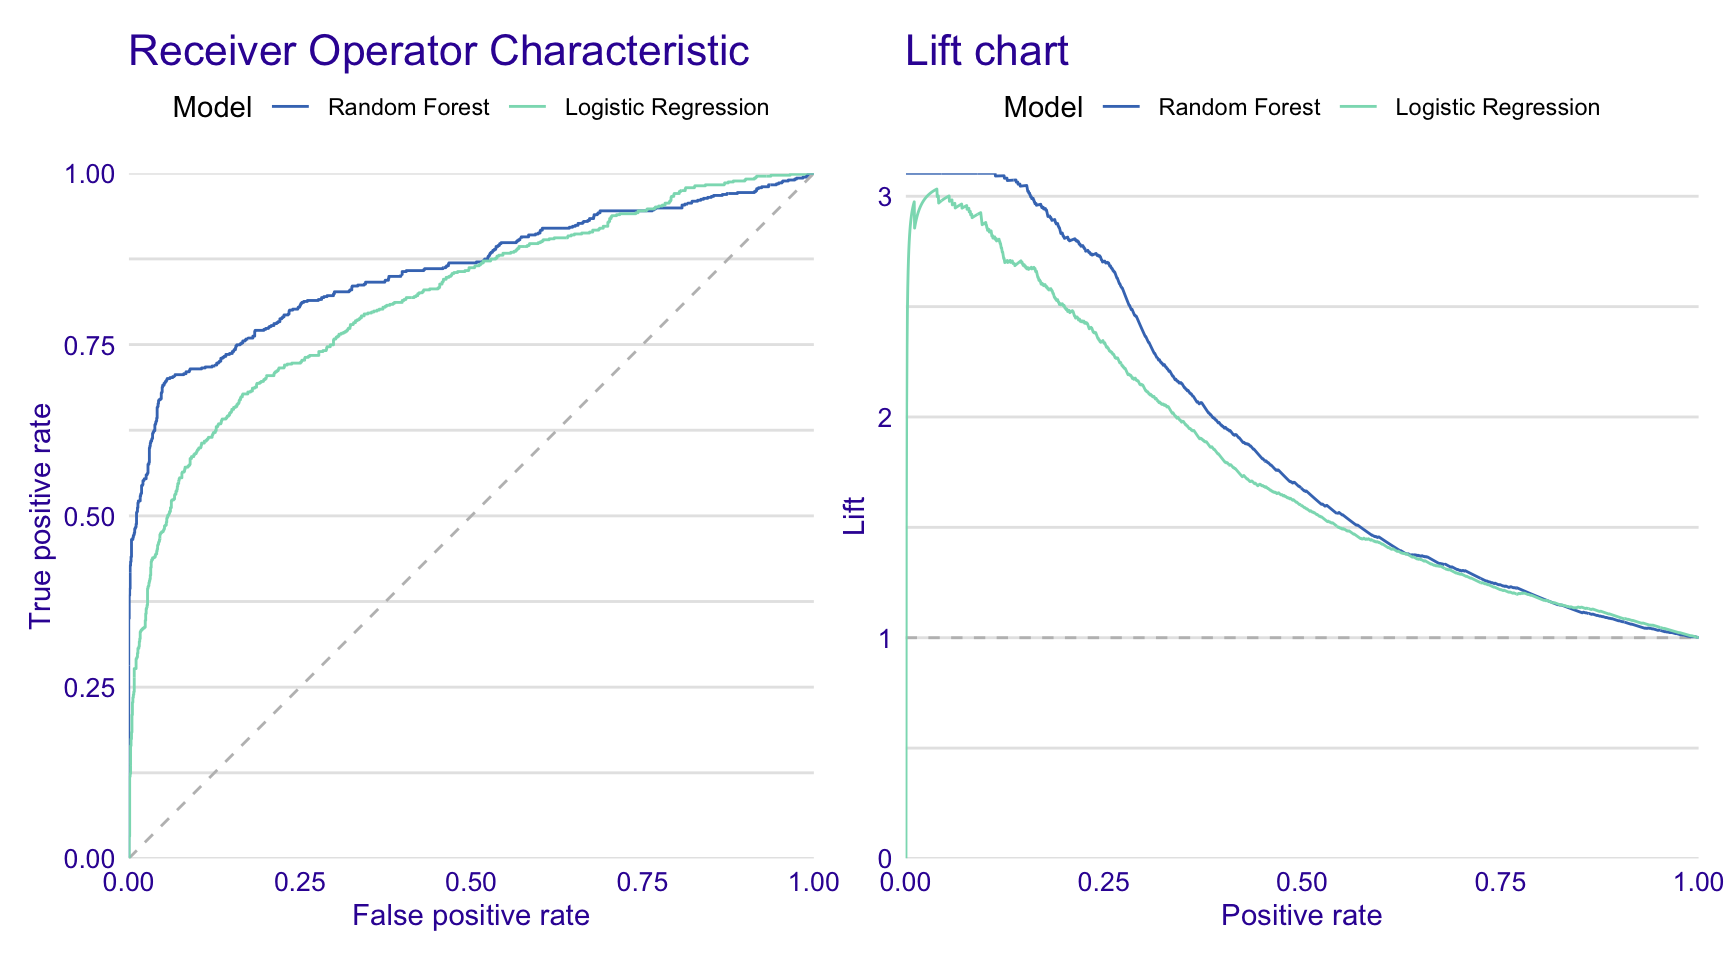 Receiver Operator Characteristic
Model Random Forest Logistic Regression
1.00
0.75
0.50
0.25
0.00
True positive rate
0.00 0.25 0.50 0.75 1.00
False positive rate
Lift chart
Model Random Forest Logistic Regression
3
2
1
0
Lift
0.00 0.25 0.50 0.75 1.00
Positive rate